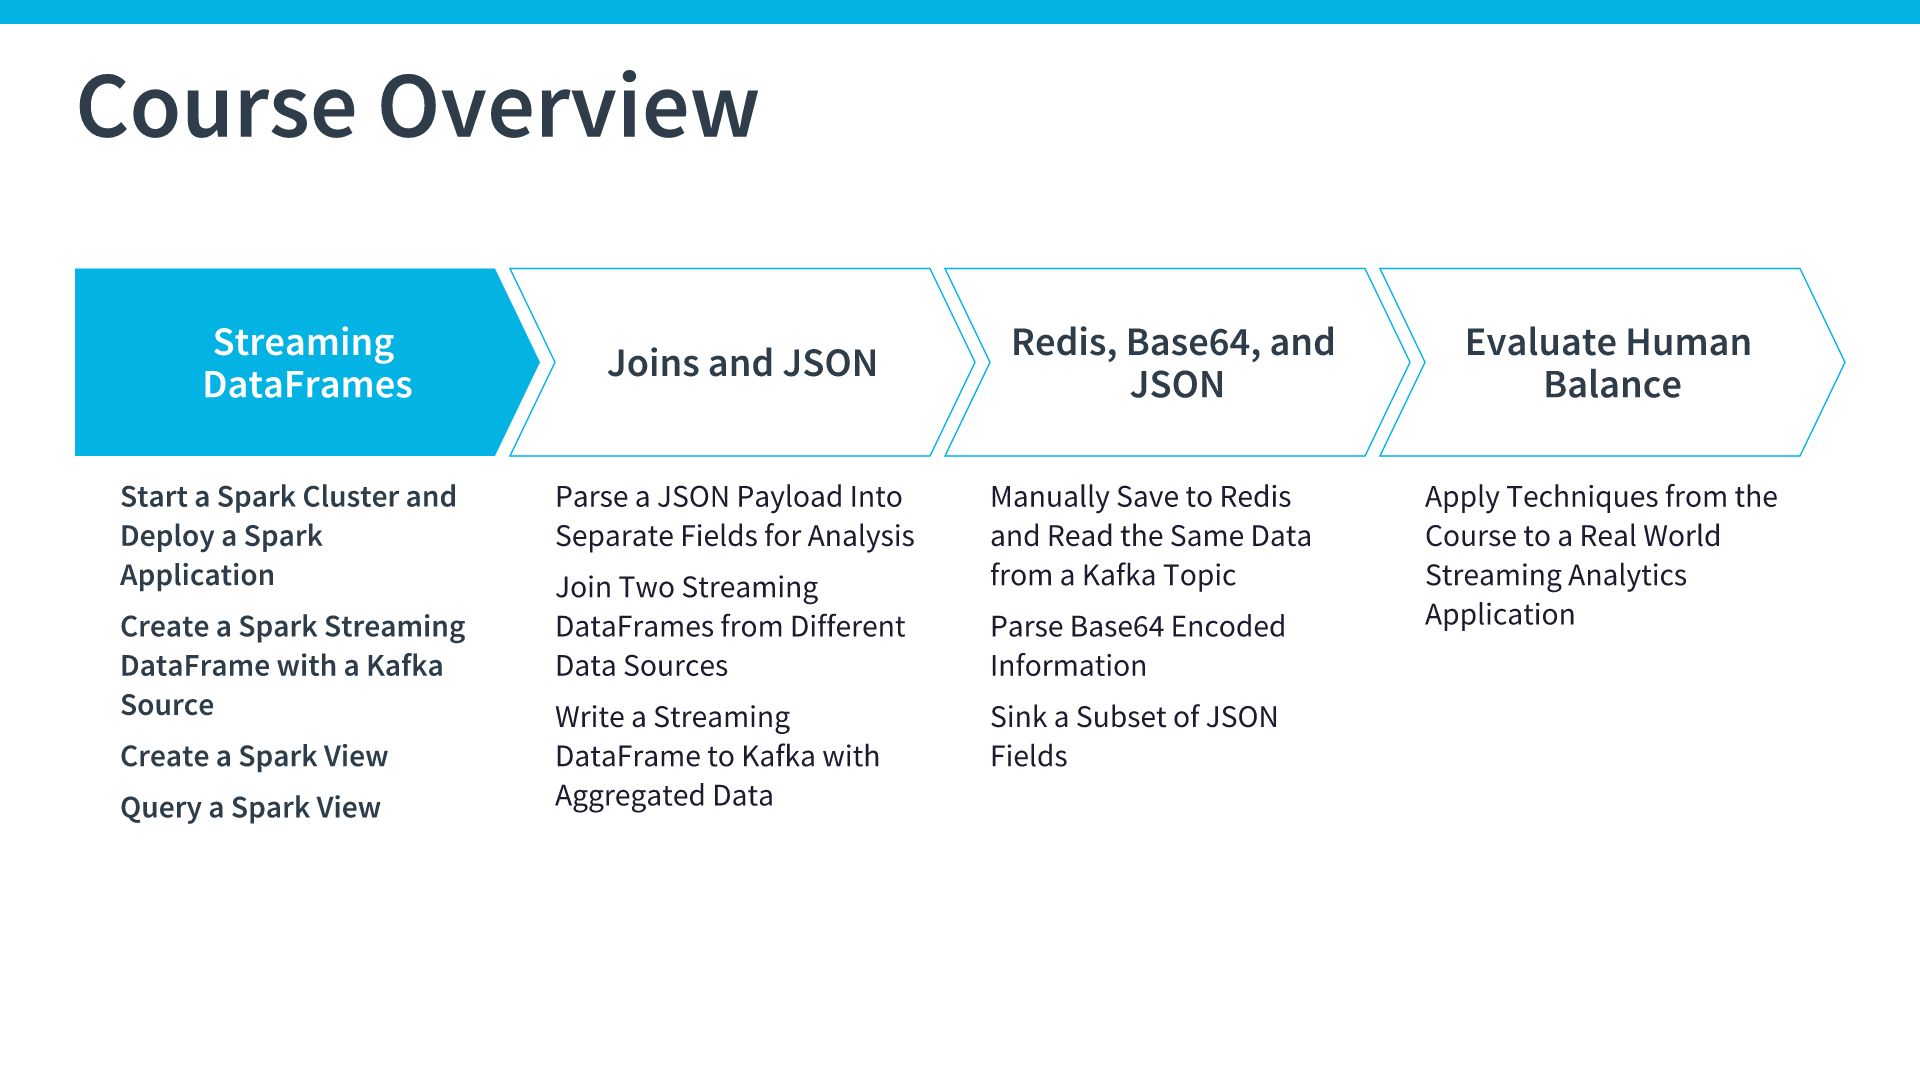 Course Overview
Streaming
DataFrames
Start a Spark Cluster and
Deploy a Spark
Application
Create a Spark Streaming
DataFrame with a Kafka
Source
Create a Spark View
Query a Spark View
Joins and JSON
Parse a JSON Payload Into
Separate Fields for Analysis
Join Two Streaming
DataFrames from Different
Data Sources
Write a Streaming
DataFrame to Kafka with
Aggregated Data
Redis, Base64, and
JSON
Manually Save to Redis
and Read the Same Data
from a Kafka Topic
Parse Base64 Encoded
Information
Sink a Subset of JSON
Fields
Evaluate Human
Balance
Apply Techniques from the
Course to a Real World
Streaming Analytics
Application